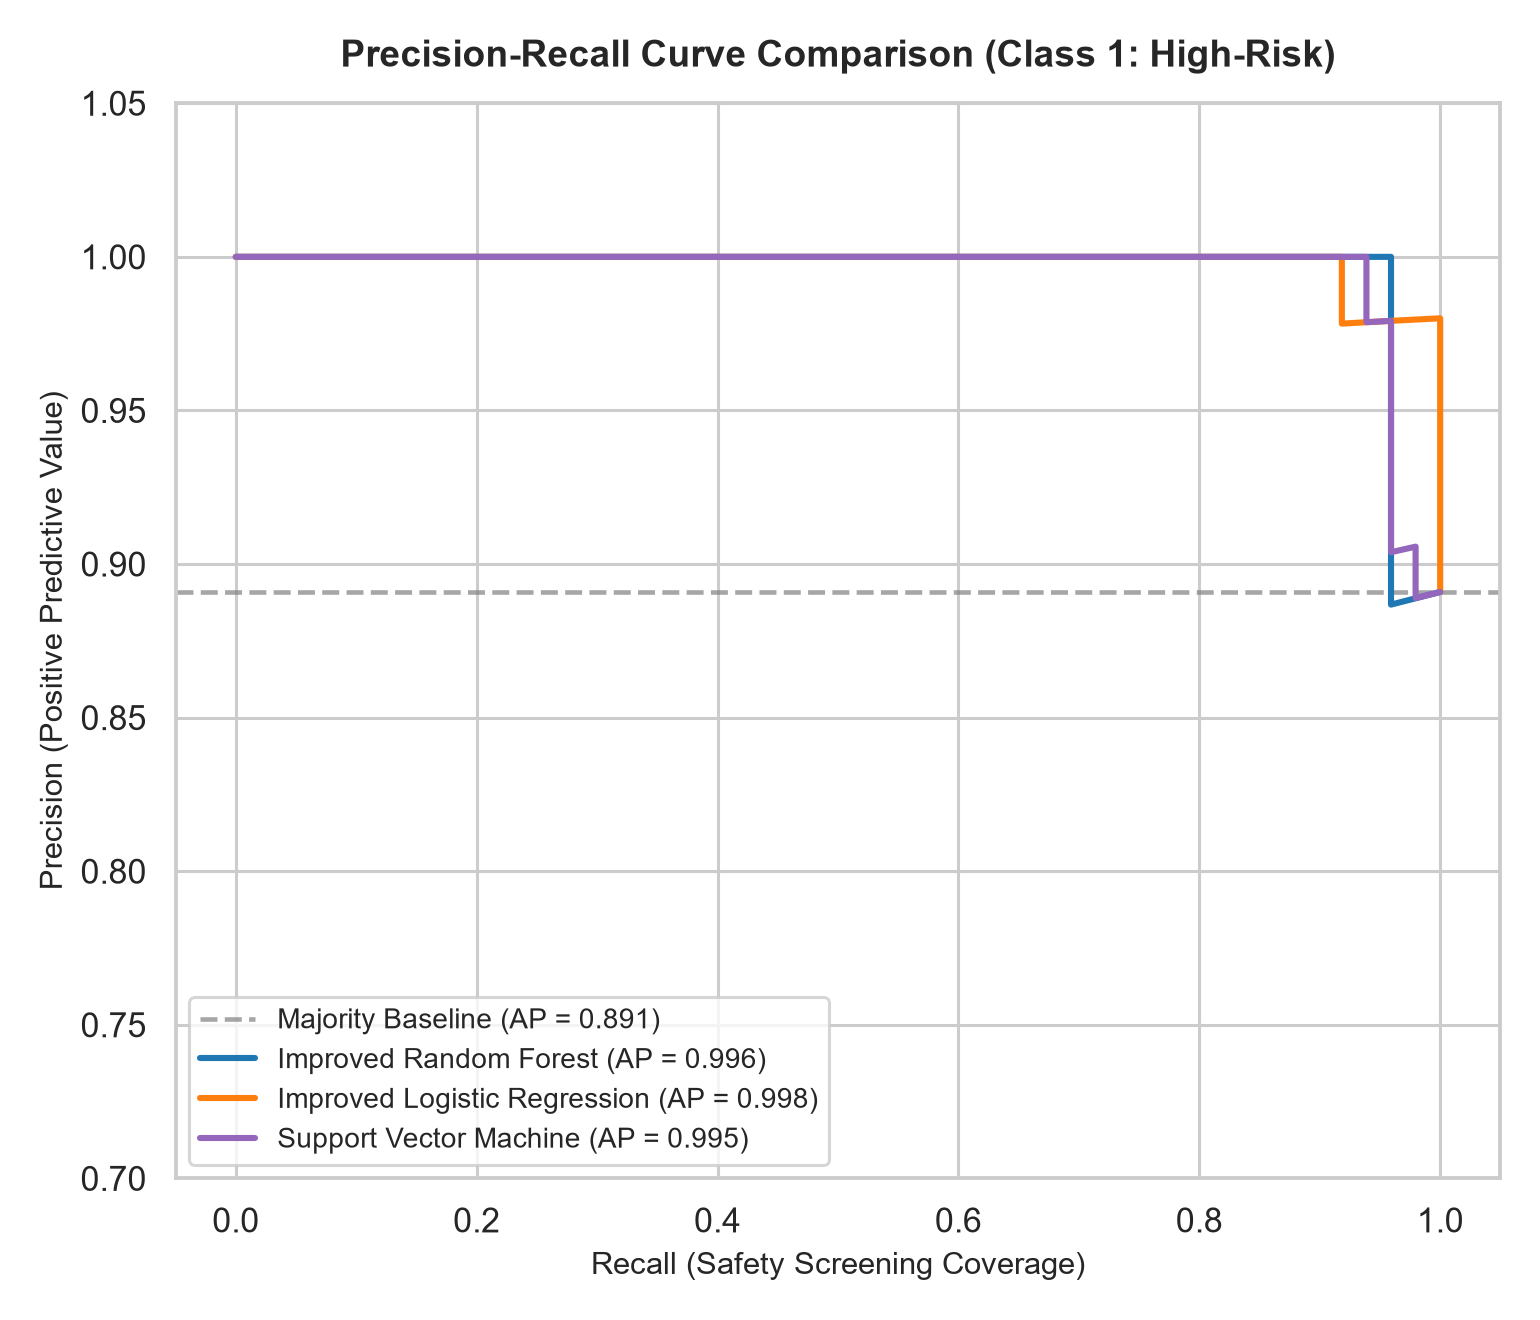 Precision-Recall Curve Comparison (Class 1: High-Risk)
Precision (Positive Predictive Value)
1.05
1.00
0.95
0.90
0.85
0.80
0.75
0.70
Majority Baseline (AP = 0.891)
Improved Random Forest (AP = 0.996)
Improved Logistic Regression (AP = 0.998)
Support Vector Machine (AP = 0.995)
0.0 0.2 0.4 0.6 0.8 1.0
Recall (Safety Screening Coverage)